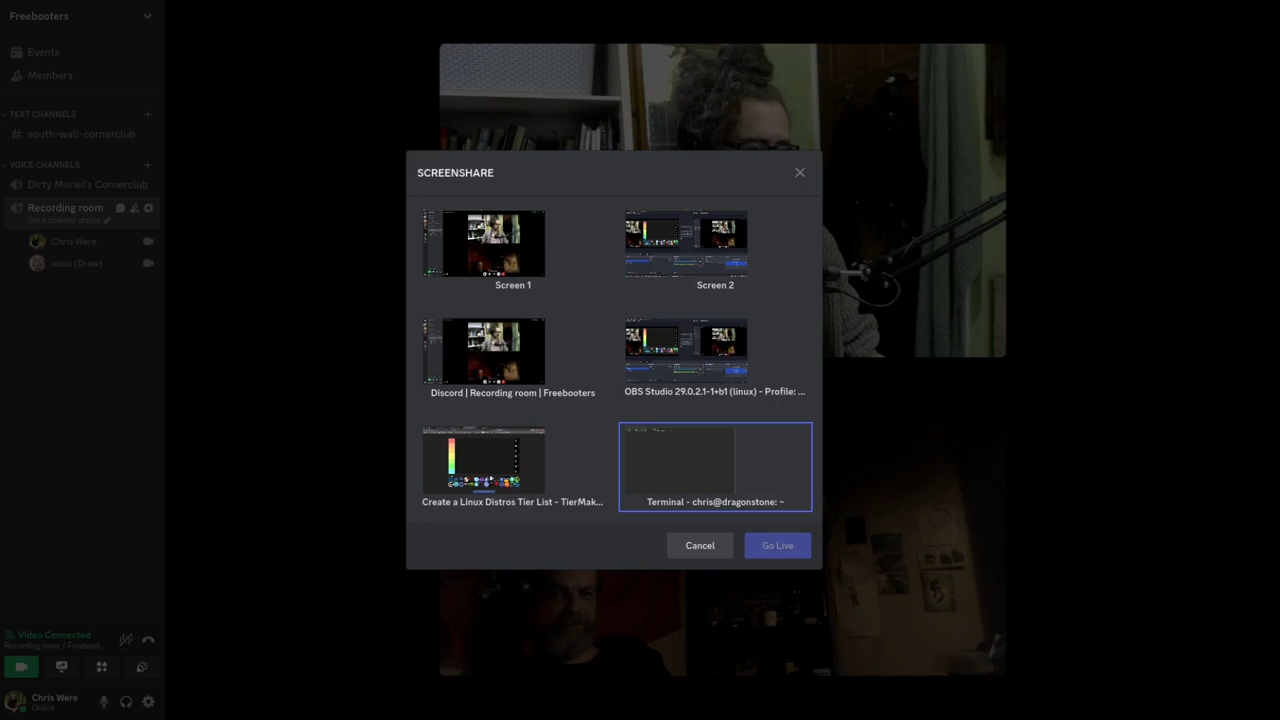 Freebooters
Events
Members
TEXT CHANNELS
south-wall-cornerclub
VOICE CHANNELS
Dirty Muriel's Cornerclub
Recording room
Set a channel status
Chris Were
uoou (Drew)
SCREENSHARE
Screen 1
Screen 2
Discord | Recording room | Freebooters
OBS Studio 29.0.2.1-1+b1 (linux) - Profile: ...
Create a Linux Distros Tier List - TierMak...
Terminal - chris@dragonstone: ~
Cancel
Go Live
Video Connected
Recording room / Freeboot...
Chris Were
Online